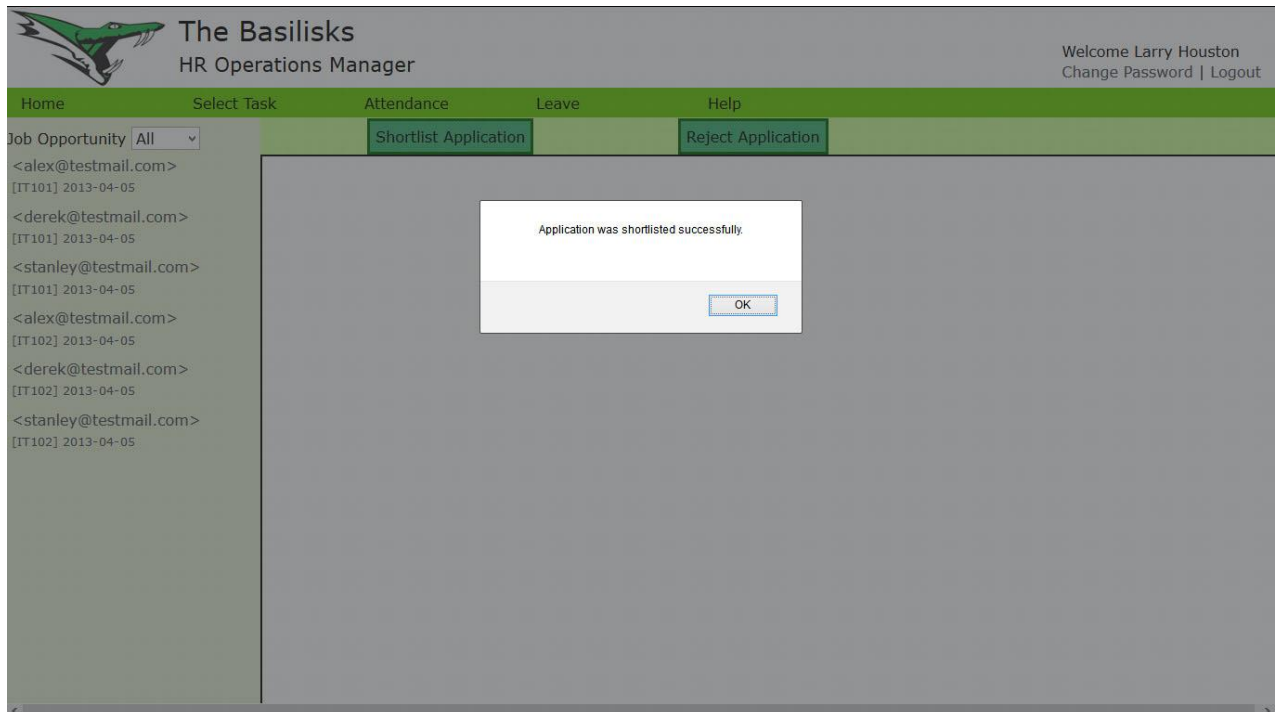 The Basilisks
HR Operations Manager
Welcome Larry Houston
Change Password | Logout
Home Select Task Attendance Leave Help
Job Opportunity All Shortlist Application Reject Application
<alex@testmail.com>
[IT101] 2013-04-05
<derek@testmail.com>
[IT101] 2013-04-05
<stanley@testmail.com>
[IT101] 2013-04-05
<alex@testmail.com>
[IT102] 2013-04-05
<derek@testmail.com>
[IT102] 2013-04-05
<stanley@testmail.com>
[IT102] 2013-04-05
Application was shortlisted successfully.
OK